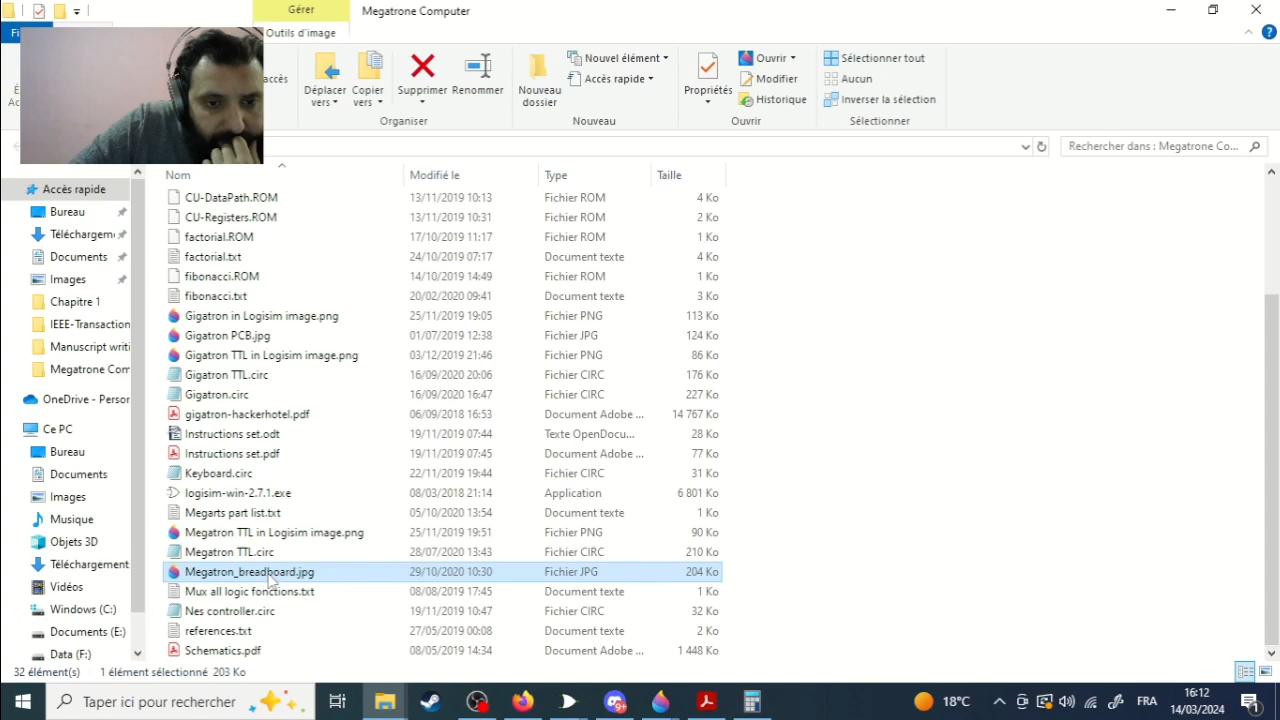 Gérer
Megatrone Computer
Outils d'image
accès
Déplacer vers
Copier vers
Supprimer
Renommer
Organiser
Nouveau dossier
Nouvel élément
Accès rapide
Nouveau
Propriétés
Ouvrir
Modifier
Historique
Ouvrir
Sélectionner tout
Aucun
Inverser la sélection
Sélectionner
Rechercher dans : Megatrone Co...
Nom Modifié le Type Taille
CU-DataPath.ROM 13/11/2019 10:13 Fichier ROM 4 Ko
CU-Registers.ROM 13/11/2019 10:31 Fichier ROM 2 Ko
factorial.ROM 17/10/2019 11:17 Fichier ROM 1 Ko
factorial.txt 24/10/2019 07:17 Document texte 4 Ko
fibonacci.ROM 14/10/2019 14:49 Fichier ROM 1 Ko
fibonacci.txt 20/02/2020 09:41 Document texte 3 Ko
Gigatron in Logisim image.png 25/11/2019 19:05 Fichier PNG 113 Ko
Gigatron PCB.jpg 01/07/2019 12:38 Fichier JPG 124 Ko
Gigatron TTL in Logisim image.png 03/12/2019 21:46 Fichier PNG 86 Ko
Gigatron TTL.circ 16/09/2020 20:06 Fichier CIRC 176 Ko
Gigatron.circ 16/09/2020 16:47 Fichier CIRC 227 Ko
gigatron-hackerhotel.pdf 06/09/2018 16:53 Document Adobe ... 14 767 Ko
Instructions set.odt 19/11/2019 07:44 Texte OpenDocu... 28 Ko
Instructions set.pdf 19/11/2019 07:45 Document Adobe ... 77 Ko
Keyboard.circ 22/11/2019 19:44 Fichier CIRC 31 Ko
logisim-win-2.7.1.exe 08/03/2018 21:14 Application 6 801 Ko
Megarts part list.txt 05/10/2020 13:54 Document texte 1 Ko
Megatron TTL in Logisim image.png 25/11/2019 19:51 Fichier PNG 90 Ko
Megatron TTL.circ 28/07/2020 13:43 Fichier CIRC 210 Ko
Megatron_breadboard.jpg 29/10/2020 10:30 Fichier JPG 204 Ko
Mux all logic fonctions.txt 08/08/2019 17:45 Document texte 1 Ko
Nes controller.circ 19/11/2019 10:47 Fichier CIRC 32 Ko
references.txt 27/05/2019 00:08 Document texte 2 Ko
Schematics.pdf 08/05/2019 14:34 Document Adobe ... 1 448 Ko
Accès rapide
Bureau
Téléchargem
Documents
Images
Chapitre 1
IEEE-Transaction
Manuscript writi
Megatrone Com
OneDrive - Person
Ce PC
Bureau
Documents
Images
Musique
Objets 3D
Téléchargement
Vidéos
Windows (C:)
Documents (E:)
Data (F:)
32 élément(s) 1 élément sélectionné 203 Ko
Taper ici pour rechercher
9+
18°C
FRA
16:12
14/03/2024
1